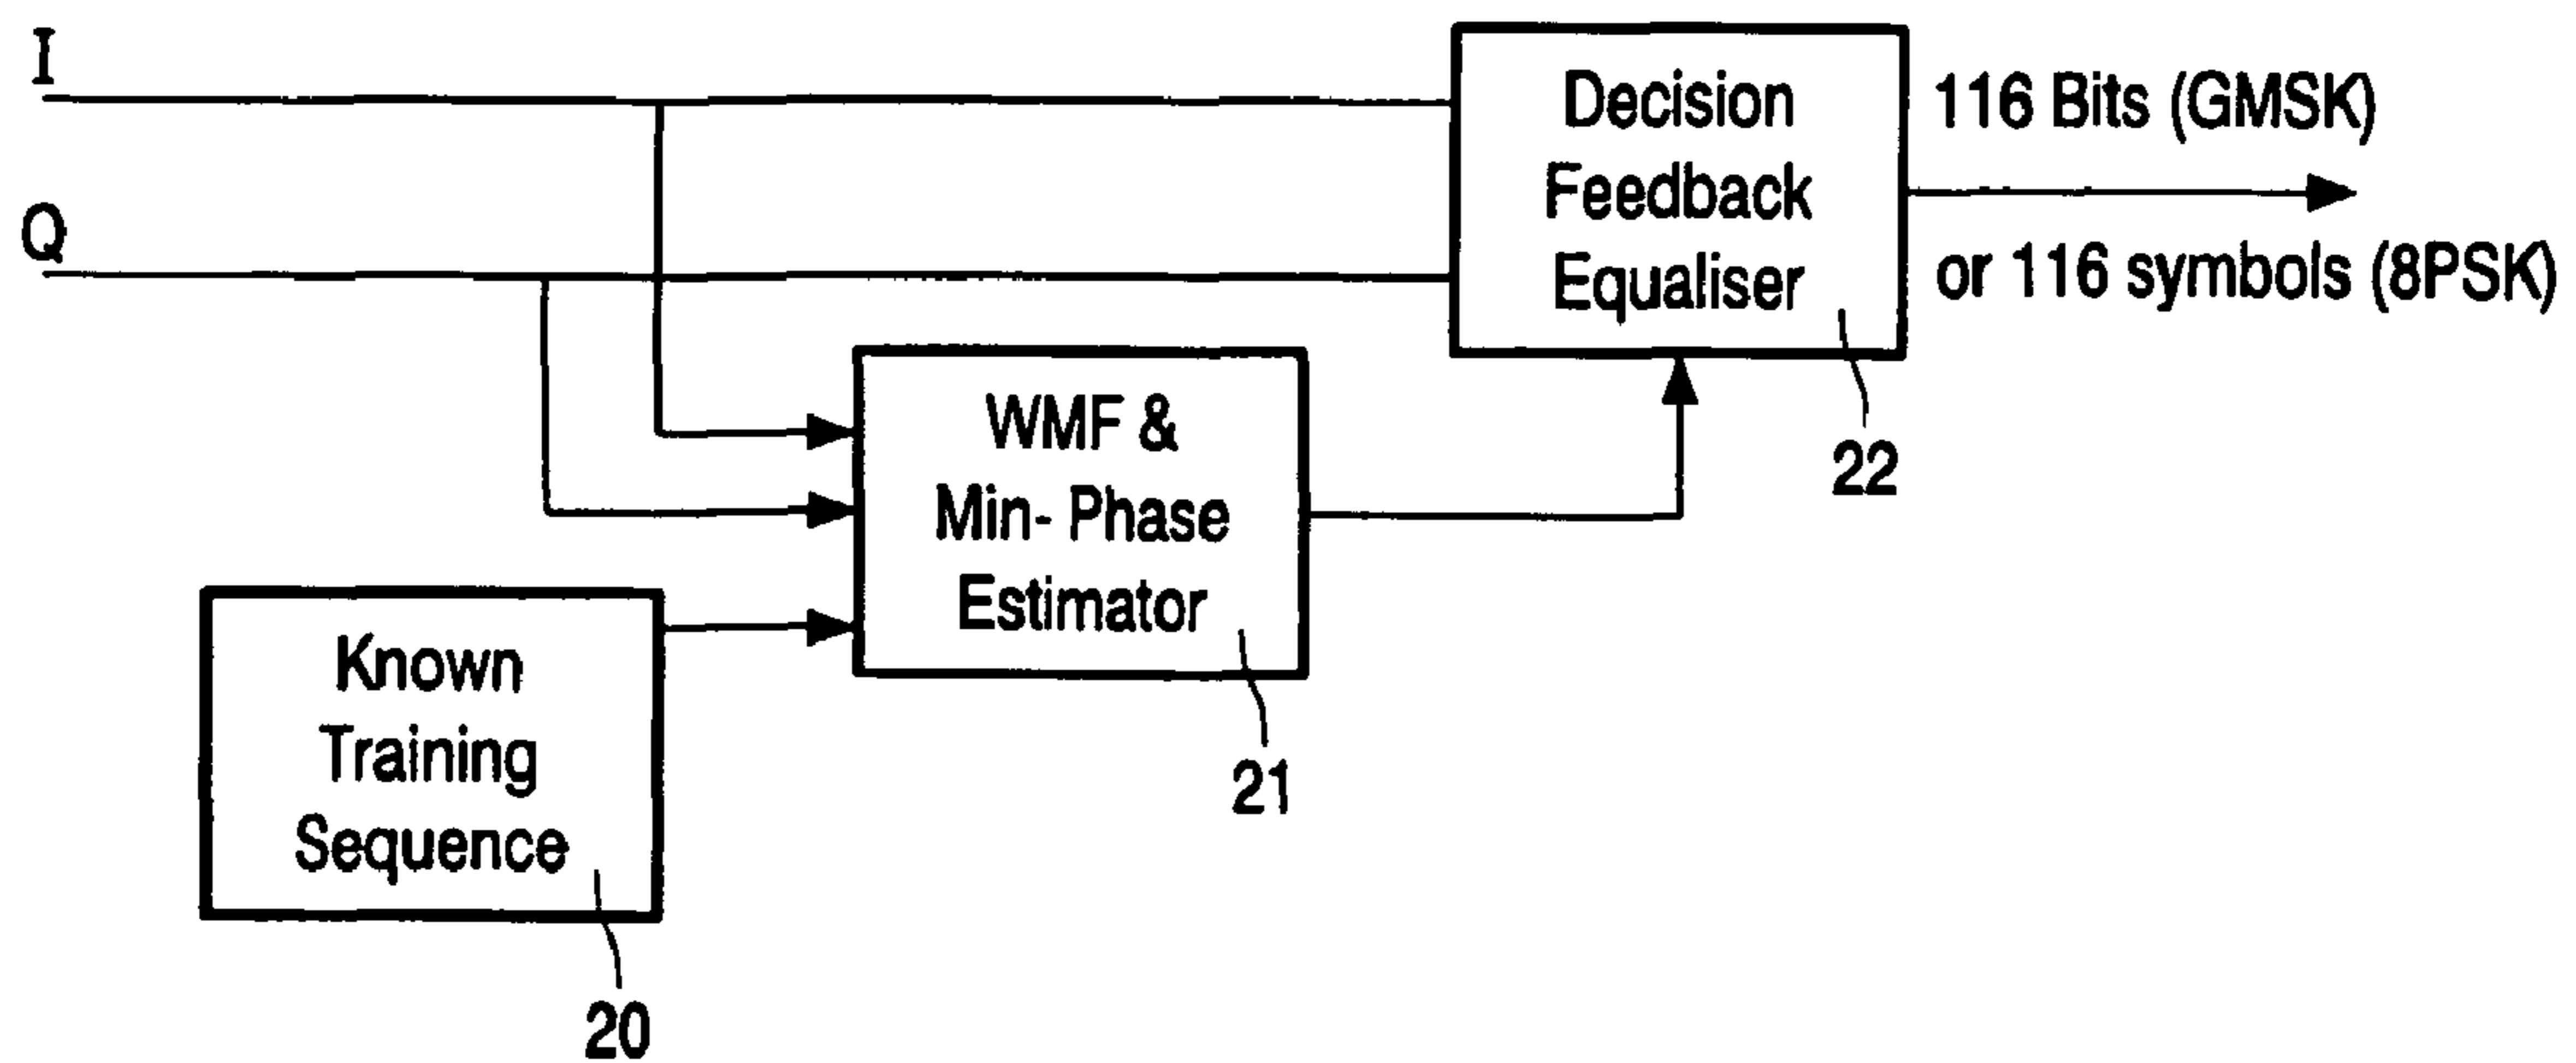 I
Q
Decision
Feedback
Equaliser
22
116 Bits (GMSK)
or 116 symbols (8PSK)
WMF &
Min- Phase
Estimator
21
Known
Training
Sequence
20